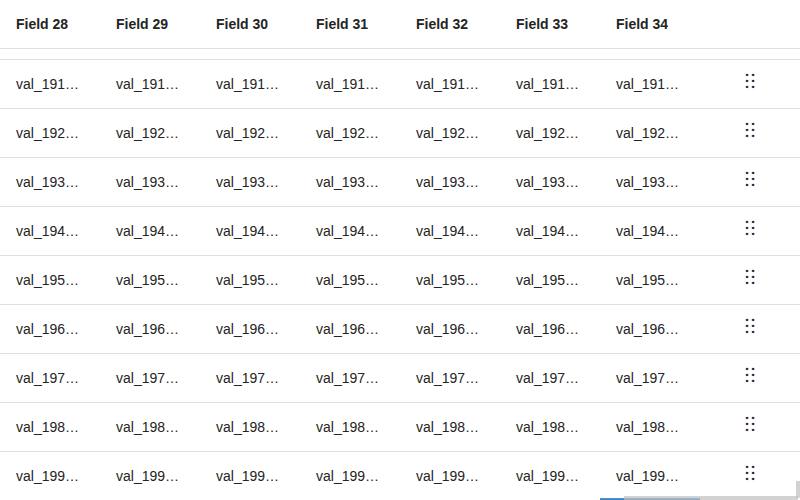 Field 28 Field 29 Field 30 Field 31 Field 32 Field 33 Field 34
val_191… val_191… val_191… val_191… val_191… val_191… val_191…
val_192… val_192… val_192… val_192… val_192… val_192… val_192…
val_193… val_193… val_193… val_193… val_193… val_193… val_193…
val_194… val_194… val_194… val_194… val_194… val_194… val_194…
val_195… val_195… val_195… val_195… val_195… val_195… val_195…
val_196… val_196… val_196… val_196… val_196… val_196… val_196…
val_197… val_197… val_197… val_197… val_197… val_197… val_197…
val_198… val_198… val_198… val_198… val_198… val_198… val_198…
val_199… val_199… val_199… val_199… val_199… val_199… val_199…